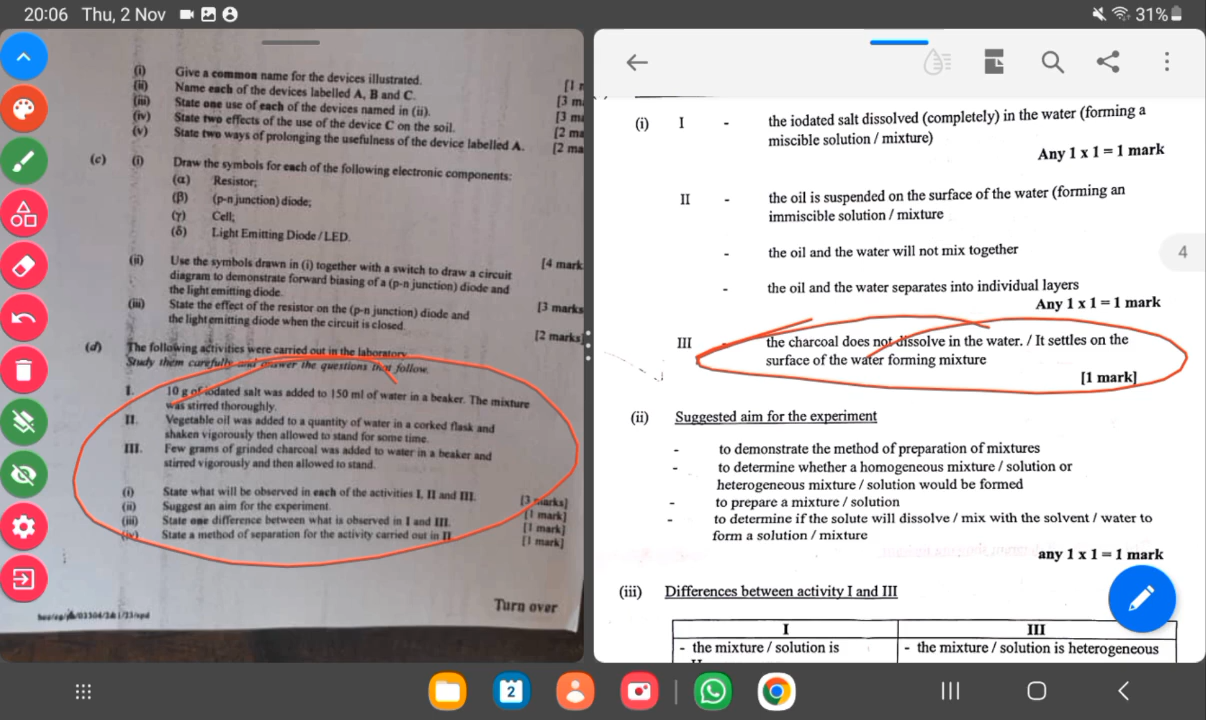 20:06 Thu, 2 Nov
31%
(i) Give a common name for the devices illustrated.
(ii) Name each of the devices labelled A, B and C. [3 m
(iii) State one use of each of the devices named in (ii). [3 m
(iv) State two effects of the use of the device C on the soil. [2 ma
(v) State two ways of prolonging the usefulness of the device labelled A. [2 ma
(c) (i) Draw the symbols for each of the following electronic components:
(α) Resistor;
(β) (p-n junction) diode;
(γ) Cell;
(δ) Light Emitting Diode / LED.
[4 mark
(ii) Use the symbols drawn in (i) together with a switch to draw a circuit
diagram to demonstrate forward biasing of a (p-n junction) diode and
the light emitting diode. [3 marks
(iii) State the effect of the resistor on the (p-n junction) diode and
the light emitting diode when the circuit is closed. [2 marks]
(d) The following activities were carried out in the laboratory
Study them carefully and answer the questions that follow.
I. 10 g of iodated salt was added to 150 ml of water in a beaker. The mixture
was stirred thoroughly.
II. Vegetable oil was added to a quantity of water in a corked flask and
shaken vigorously then allowed to stand for some time.
III. Few grams of grinded charcoal was added to water in a beaker and
stirred vigorously and then allowed to stand.
(i) State what will be observed in each of the activities I, II and III. [3 marks]
(ii) Suggest an aim for the experiment. [1 mark]
(iii) State one difference between what is observed in I and III. [1 mark]
(iv) State a method of separation for the activity carried out in II [1 mark]
Turn over
(i) I - the iodated salt dissolved (completely) in the water (forming a
miscible solution / mixture)
Any 1 x 1 = 1 mark
II - the oil is suspended on the surface of the water (forming an
immiscible solution / mixture
- the oil and the water will not mix together
4
- the oil and the water separates into individual layers
Any 1 x 1 = 1 mark
III - the charcoal does not dissolve in the water. / It settles on the
surface of the water forming mixture
[1 mark]
(ii) Suggested aim for the experiment
- to demonstrate the method of preparation of mixtures
- to determine whether a homogeneous mixture / solution or
heterogeneous mixture / solution would be formed
- to prepare a mixture / solution
- to determine if the solute will dissolve / mix with the solvent / water to
form a solution / mixture
any 1 x 1 = 1 mark
(iii) Differences between activity I and III
I III
- the mixture / solution is - the mixture / solution is heterogeneous
2